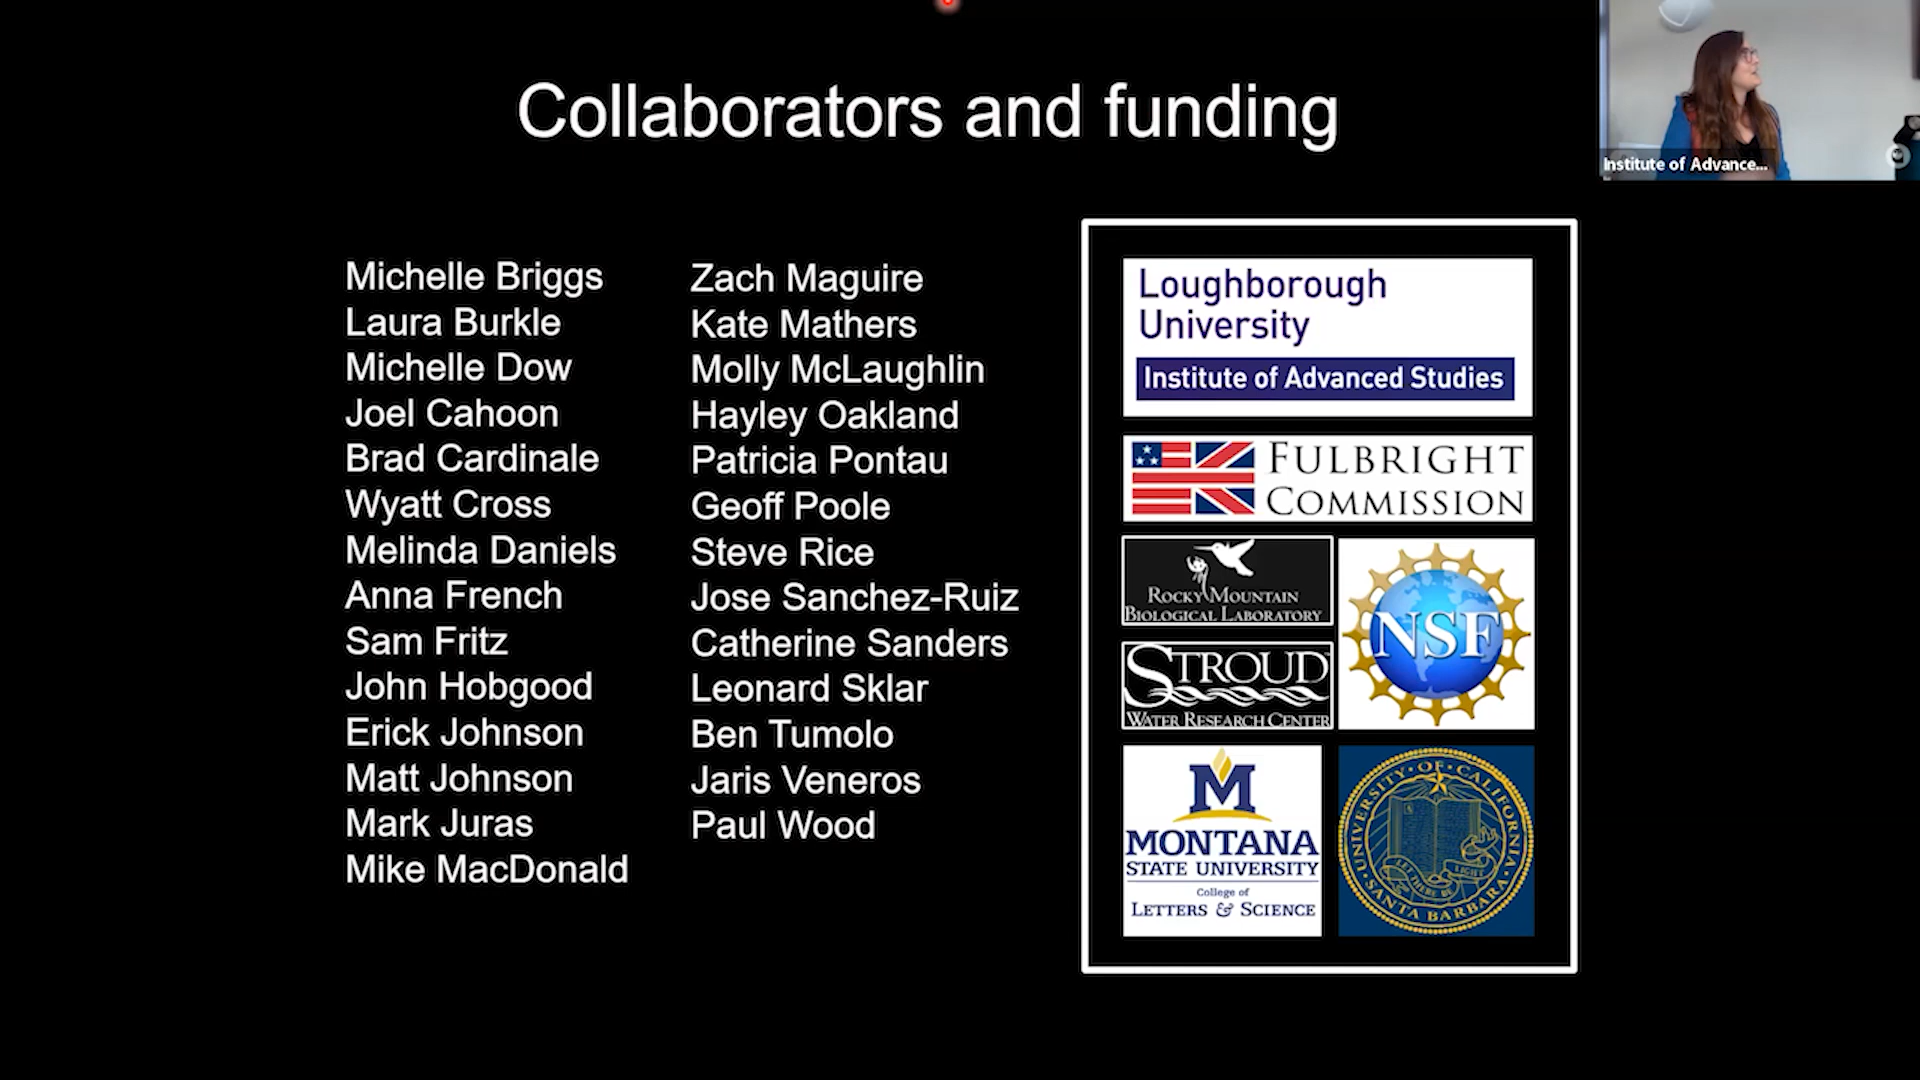 Collaborators and funding
Institute of Advance...
Michelle Briggs
Laura Burkle
Michelle Dow
Joel Cahoon
Brad Cardinale
Wyatt Cross
Melinda Daniels
Anna French
Sam Fritz
John Hobgood
Erick Johnson
Matt Johnson
Mark Juras
Mike MacDonald
Zach Maguire
Kate Mathers
Molly McLaughlin
Hayley Oakland
Patricia Pontau
Geoff Poole
Steve Rice
Jose Sanchez-Ruiz
Catherine Sanders
Leonard Sklar
Ben Tumolo
Jaris Veneros
Paul Wood
Loughborough
University
Institute of Advanced Studies
FULBRIGHT
COMMISSION
ROCKY MOUNTAIN
BIOLOGICAL LABORATORY
NSF
STROUD
WATER RESEARCH CENTER
M
MONTANA
STATE UNIVERSITY
College of
LETTERS & SCIENCE
UNIVERSITY · OF · CALIFORNIA
SANTA BARBARA
LET THERE BE
LIGHT